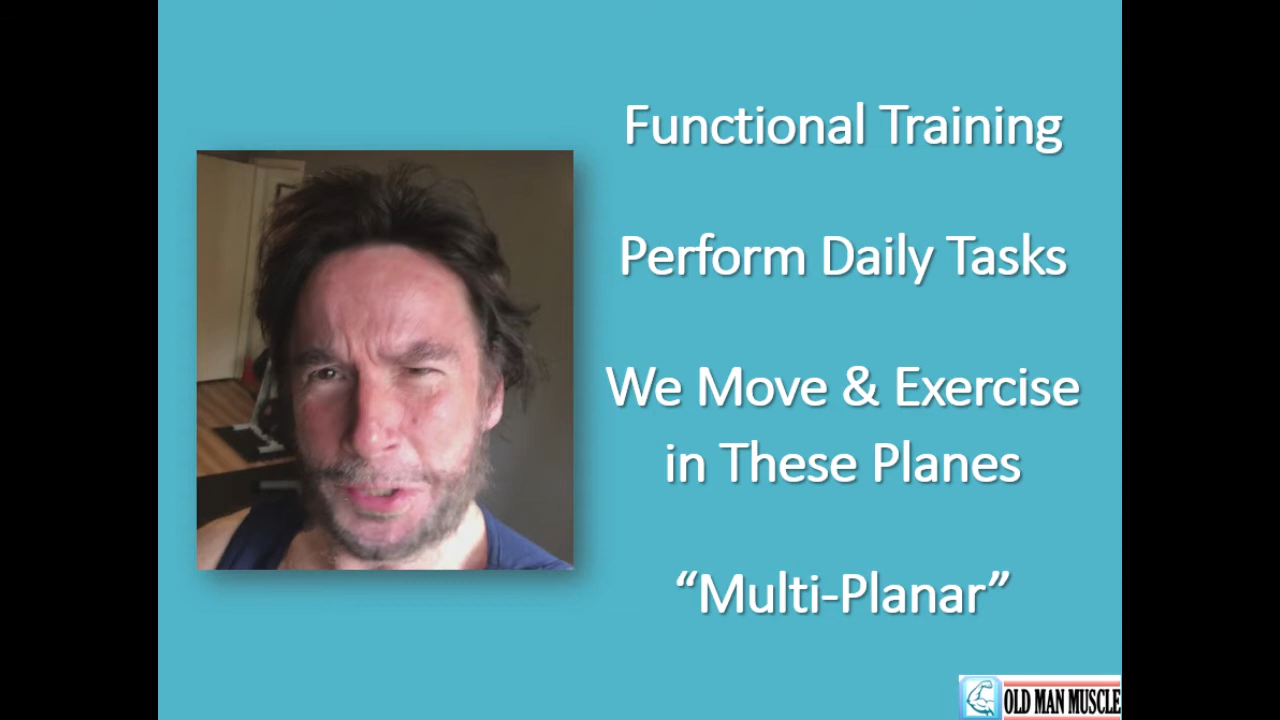 Functional Training
Perform Daily Tasks
We Move & Exercise
in These Planes
“Multi-Planar”
OLD MAN MUSCLE